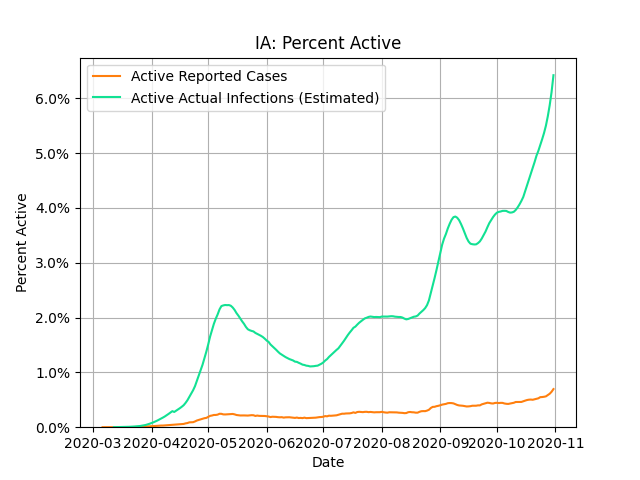 IA: Percent Active
Active Reported Cases
Active Actual Infections (Estimated)
6.0%
5.0%
4.0%
3.0%
2.0%
1.0%
0.0%
Percent Active
2020-03 2020-04 2020-05 2020-06 2020-07 2020-08 2020-09 2020-10 2020-11
Date